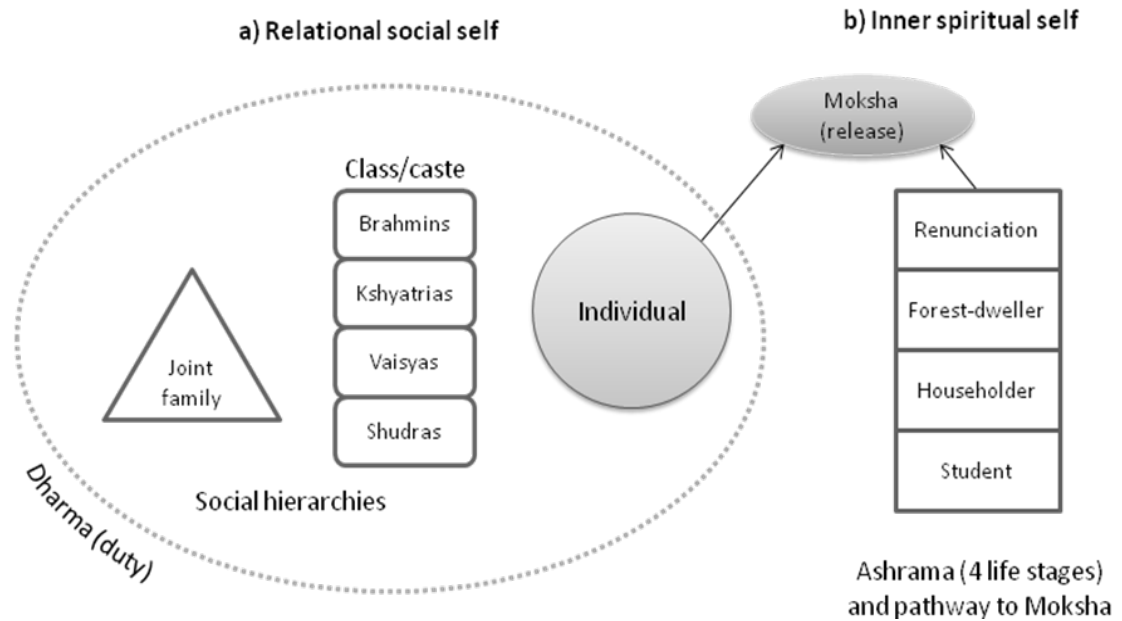 a) Relational social self
Class/caste
Brahmins
Kshyatrias
Vaisyas
Shudras
Joint
family
Individual
Social hierarchies
Dharma (duty)
b) Inner spiritual self
Moksha
(release)
Renunciation
Forest-dweller
Householder
Student
Ashrama (4 life stages)
and pathway to Moksha